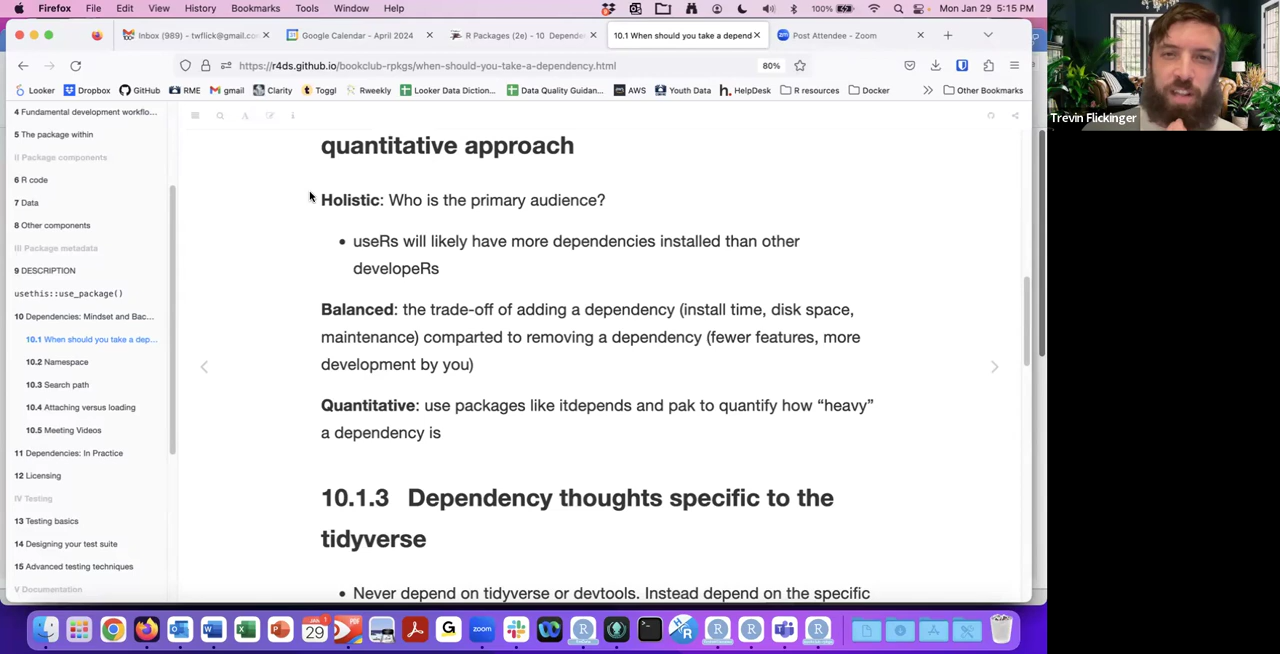 Firefox File Edit View History Bookmarks Tools Window Help 100% Mon Jan 29 5:15 PM
Inbox (989) - twflick@gmail.co
Google Calendar - April 2024
R Packages (2e) - 10 Depende
10.1 When should you take a depend
Post Attendee - Zoom
https://r4ds.github.io/bookclub-rpkgs/when-should-you-take-a-dependency.html 80%
Looker Dropbox GitHub RME gmail Clarity Toggl Rweekly Looker Data Diction... Data Quality Guidan... AWS Youth Data HelpDesk R resources Docker Other Bookmarks
Trevin Flickinger
4 Fundamental development workflo...
5 The package within
II Package components
6 R code
7 Data
8 Other components
III Package metadata
9 DESCRIPTION
usethis::use_package()
10 Dependencies: Mindset and Bac...
10.1 When should you take a dep...
10.2 Namespace
10.3 Search path
10.4 Attaching versus loading
10.5 Meeting Videos
11 Dependencies: In Practice
12 Licensing
IV Testing
13 Testing basics
14 Designing your test suite
15 Advanced testing techniques
V Documentation
quantitative approach
Holistic: Who is the primary audience?
• useRs will likely have more dependencies installed than other
developeRs
Balanced: the trade-off of adding a dependency (install time, disk space,
maintenance) comparted to removing a dependency (fewer features, more
development by you)
Quantitative: use packages like itdepends and pak to quantify how “heavy”
a dependency is
10.1.3 Dependency thoughts specific to the
tidyverse
• Never depend on tidyverse or devtools. Instead depend on the specific
JAN
29
zoom